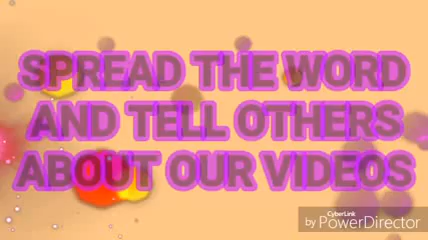 SPREAD THE WORD
AND TELL OTHERS
ABOUT OUR VIDEOS
CyberLink
by PowerDirector